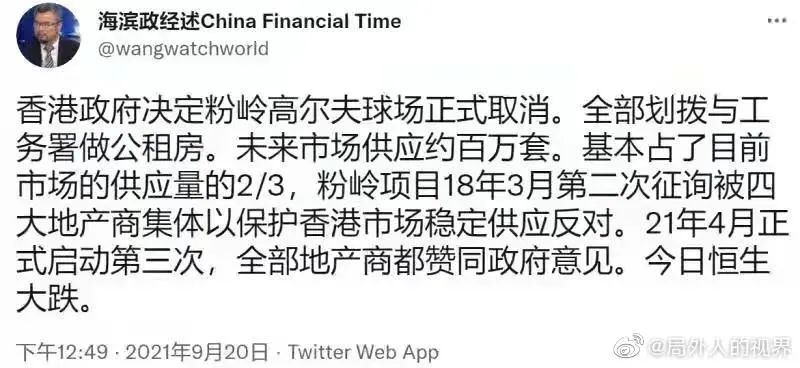 海滨政经述China Financial Time
@wangwatchworld
香港政府决定粉岭高尔夫球场正式取消。全部划拨与工
务署做公租房。未来市场供应约百万套。基本占了目前
市场的供应量的2/3，粉岭项目18年3月第二次征询被四
大地产商集体以保护香港市场稳定供应反对。21年4月正
式启动第三次，全部地产商都赞同政府意见。今日恒生
大跌。
下午12:49 · 2021年9月20日 · Twitter Web App
@局外人的视界